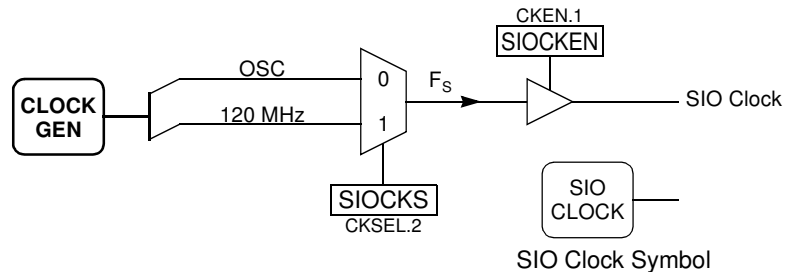 CKEN.1
SIOCKEN
OSC
0
F_S
CLOCK
GEN
120 MHz
1
SIO Clock
SIOCKS
CKSEL.2
SIO
CLOCK
SIO Clock Symbol